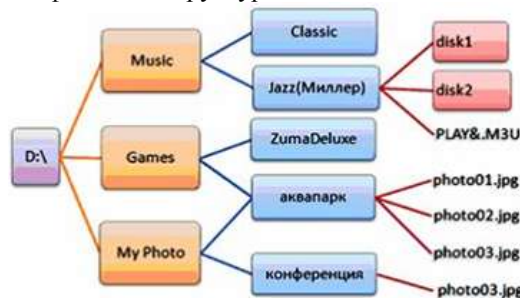 D:\
Music
Games
My Photo
Classic
Jazz(Миллер)
ZumaDeluxe
аквапарк
конференция
disk1
disk2
PLAY&.M3U
photo01.jpg
photo02.jpg
photo03.jpg
photo03.jpg